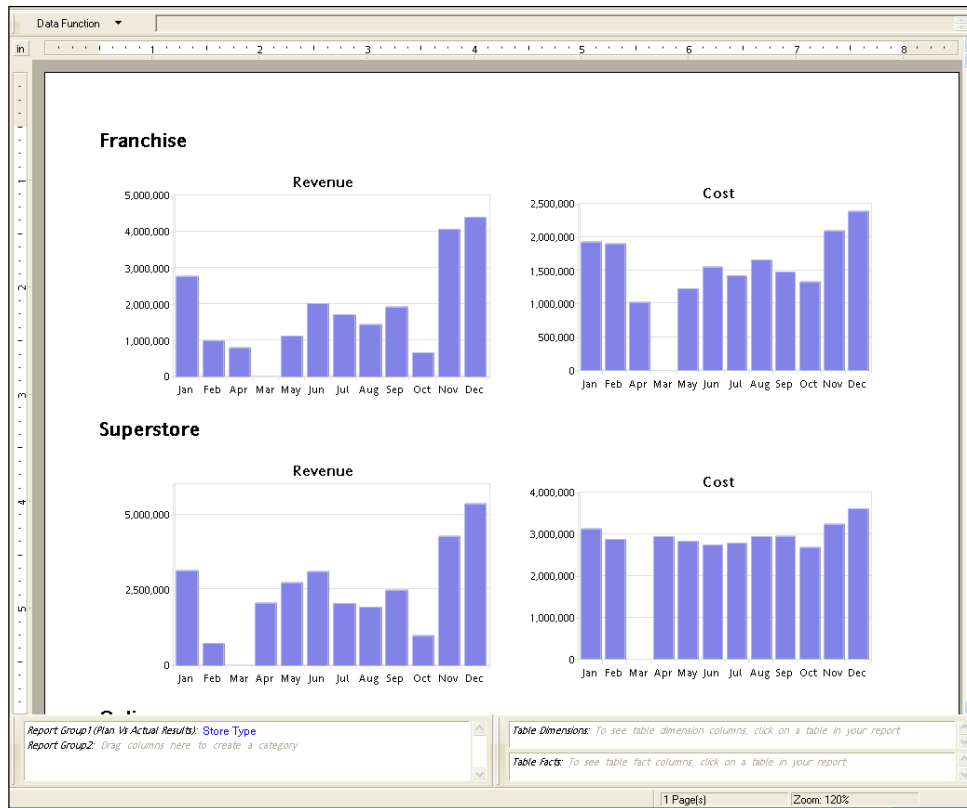 Data Function
in 1 2 3 4 5 6 7 8
1
2
3
4
5
Franchise
Revenue
5,000,000
4,000,000
3,000,000
2,000,000
1,000,000
0
Jan Feb Apr Mar May Jun Jul Aug Sep Oct Nov Dec
Cost
2,500,000
2,000,000
1,500,000
1,000,000
500,000
0
Jan Feb Apr Mar May Jun Jul Aug Sep Oct Nov Dec
Superstore
Revenue
5,000,000
2,500,000
0
Jan Feb Mar Apr May Jun Jul Aug Sep Oct Nov Dec
Cost
4,000,000
3,000,000
2,000,000
1,000,000
0
Jan Feb Mar Apr May Jun Jul Aug Sep Oct Nov Dec
Report Group1(Plan Vs Actual Results): Store Type
Report Group2: Drag columns here to create a category
Table Dimensions: To see table dimension columns, click on a table in your report
Table Facts: To see table fact columns, click on a table in your report
1 Page(s)
Zoom: 120%